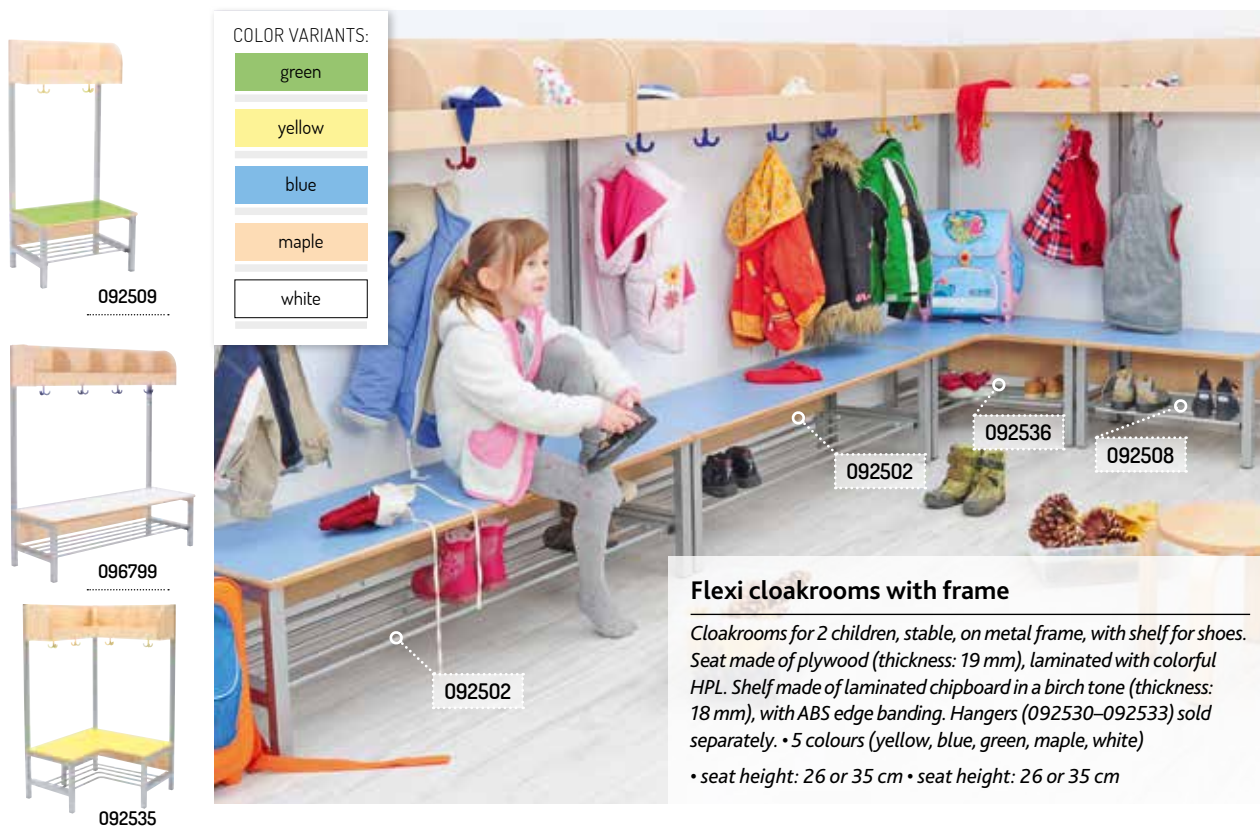 COLOR VARIANTS:
green
yellow
blue
maple
white
092509
096799
092535
092536
092508
092502
092502
Flexi cloakrooms with frame
Cloakrooms for 2 children, stable, on metal frame, with shelf for shoes.
Seat made of plywood (thickness: 19 mm), laminated with colorful
HPL. Shelf made of laminated chipboard in a birch tone (thickness:
18 mm), with ABS edge banding. Hangers (092530–092533) sold
separately. • 5 colours (yellow, blue, green, maple, white)
• seat height: 26 or 35 cm • seat height: 26 or 35 cm